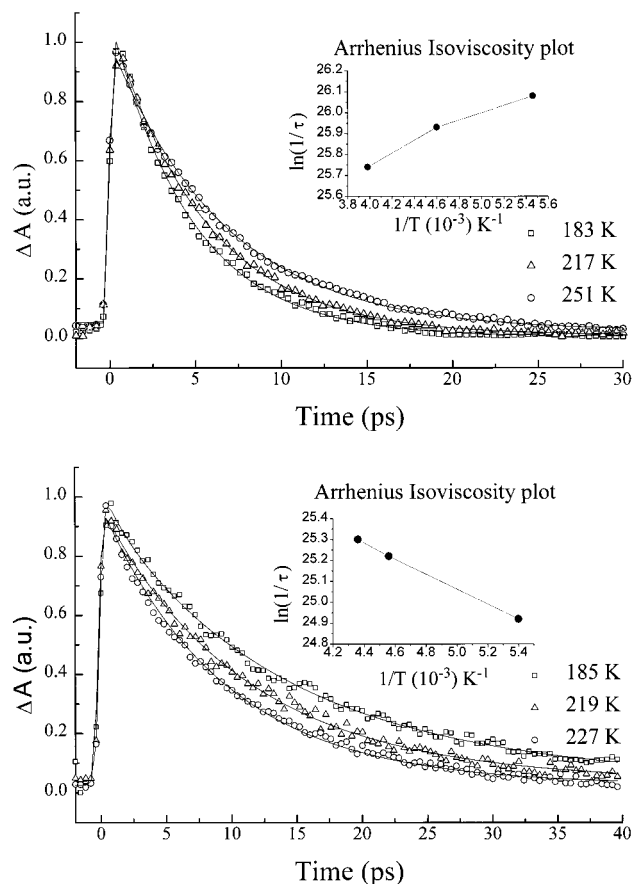 Arrhenius Isoviscosity plot
26.2
26.1
26.0
25.9
25.8
25.7
25.6
3.8 4.0 4.2 4.4 4.6 4.8 5.0 5.2 5.4 5.6
ln(1/τ)
1/T (10⁻³) K⁻¹
183 K
217 K
251 K
1.0
0.8
0.6
0.4
0.2
0.0
ΔA (a.u.)
0 5 10 15 20 25 30
Time (ps)
Arrhenius Isoviscosity plot
25.4
25.3
25.2
25.1
25.0
24.9
24.8
4.2 4.4 4.6 4.8 5.0 5.2 5.4
ln(1/τ)
1/T (10⁻³) K⁻¹
185 K
219 K
227 K
1.0
0.8
0.6
0.4
0.2
0.0
ΔA (a.u.)
0 5 10 15 20 25 30 35 40
Time (ps)